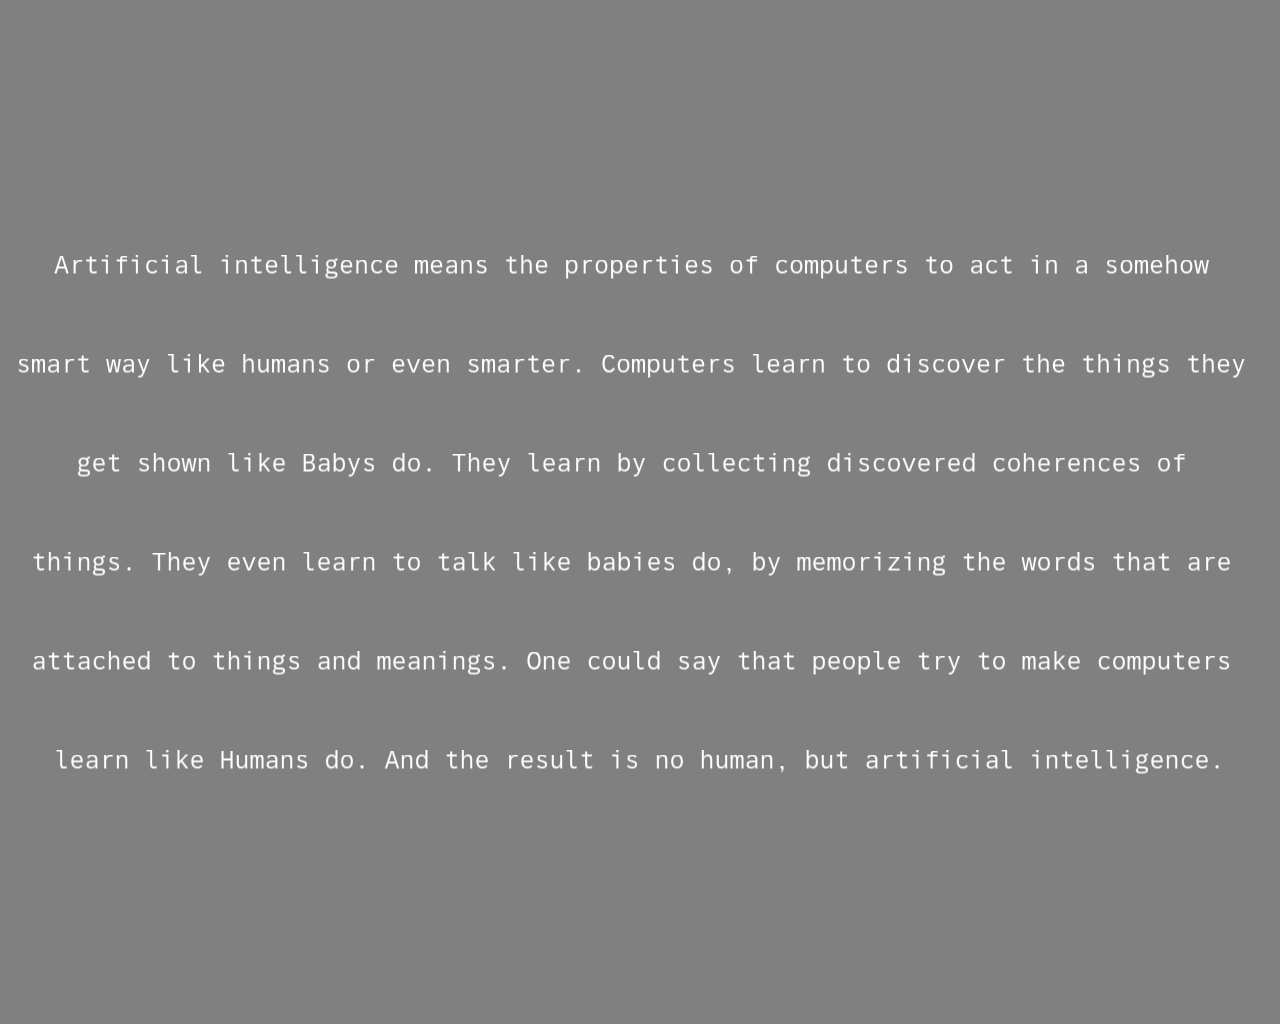 Artificial intelligence means the properties of computers to act in a somehow
smart way like humans or even smarter. Computers learn to discover the things they
get shown like Babys do. They learn by collecting discovered coherences of
things. They even learn to talk like babies do, by memorizing the words that are
attached to things and meanings. One could say that people try to make computers
learn like Humans do. And the result is no human, but artificial intelligence.